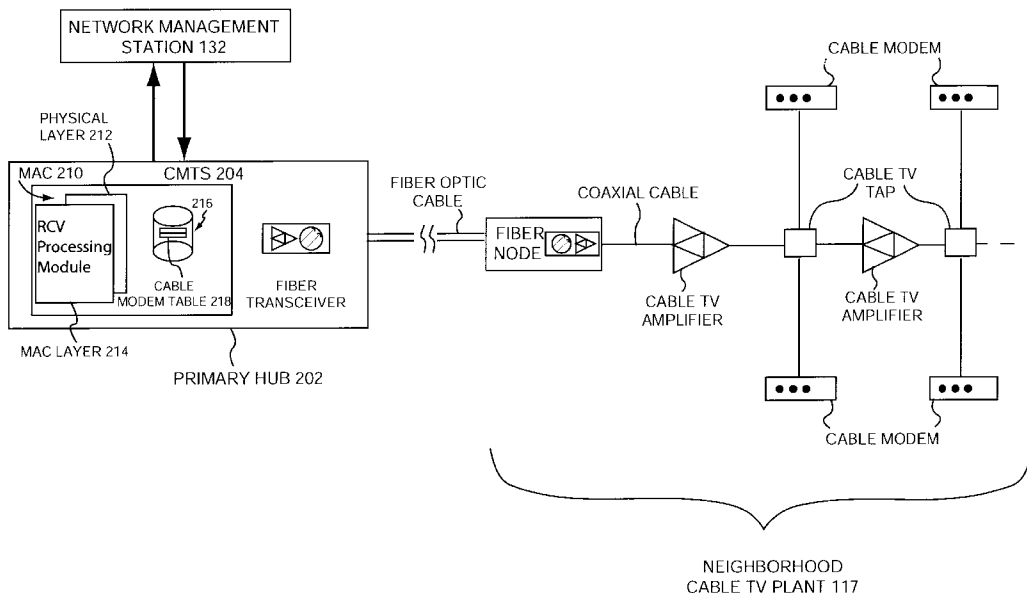 NETWORK MANAGEMENT
STATION 132
CABLE MODEM
PHYSICAL
LAYER 212
CMTS 204
MAC 210
216
RCV
Processing
Module
CABLE
MODEM TABLE 218
FIBER
TRANSCEIVER
MAC LAYER 214
PRIMARY HUB 202
FIBER OPTIC
CABLE
FIBER
NODE
COAXIAL CABLE
CABLE TV
AMPLIFIER
CABLE TV
TAP
CABLE TV
AMPLIFIER
CABLE MODEM
NEIGHBORHOOD
CABLE TV PLANT 117